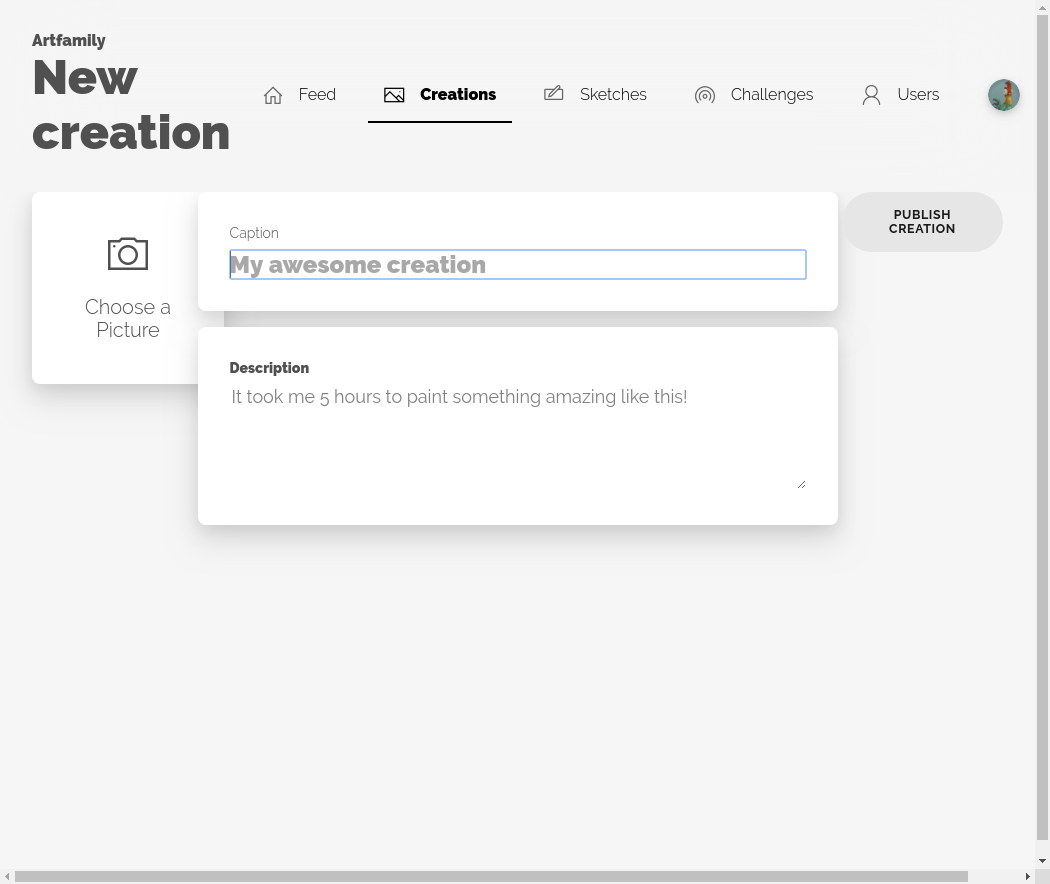 Artfamily
New
creation
Feed
Creations
Sketches
Challenges
Users
Choose a
Picture
Caption
My awesome creation
Description
It took me 5 hours to paint something amazing like this!
PUBLISH
CREATION